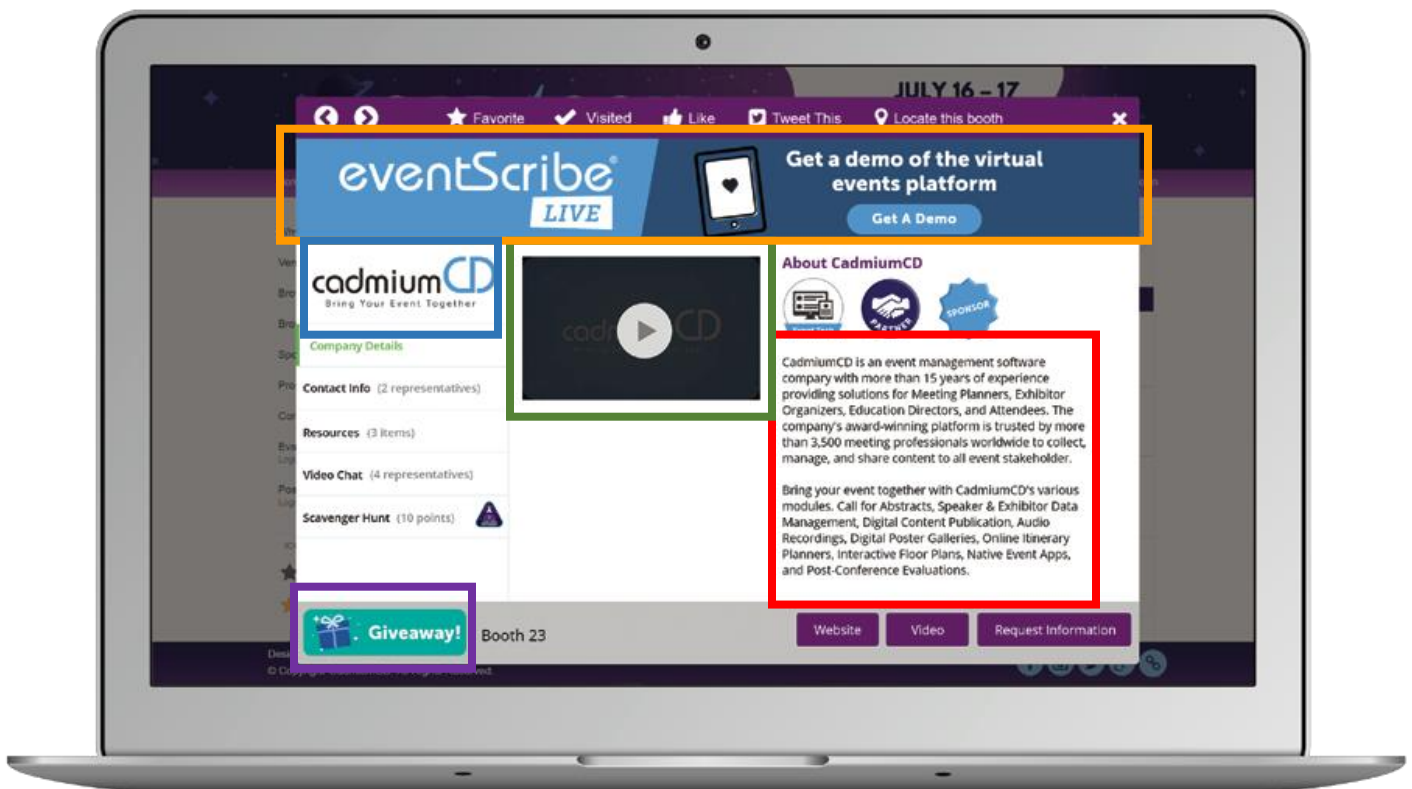 JULY 16 – 17
Favorite Visited Like Tweet This Locate this booth
eventScribe®
LIVE
Get a demo of the virtual
events platform
Get A Demo
cadmiumCD
Bring Your Event Together
Company Details
Contact Info (2 representatives)
Resources (3 items)
Video Chat (4 representatives)
Scavenger Hunt (10 points)
cadmiumCD
About CadmiumCD
PARTNER
SPONSOR
CadmiumCD is an event management software
company with more than 15 years of experience
providing solutions for Meeting Planners, Exhibitor
Organizers, Education Directors, and Attendees. The
company's award-winning platform is trusted by more
than 3,500 meeting professionals worldwide to collect,
manage, and share content to all event stakeholder.
Bring your event together with CadmiumCD's various
modules. Call for Abstracts, Speaker & Exhibitor Data
Management, Digital Content Publication, Audio
Recordings, Digital Poster Galleries, Online Itinerary
Planners, Interactive Floor Plans, Native Event Apps,
and Post-Conference Evaluations.
Giveaway!
Booth 23
Website Video Request Information